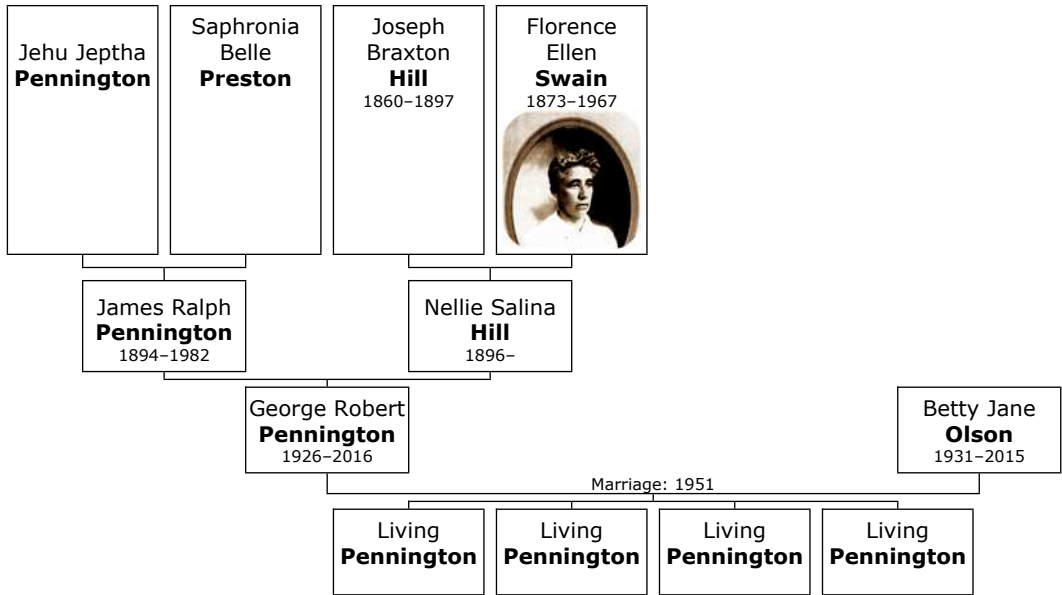 Jehu Jeptha
Pennington
Saphronia
Belle
Preston
Joseph
Braxton
Hill
1860–1897
Florence
Ellen
Swain
1873–1967
James Ralph
Pennington
1894–1982
Nellie Salina
Hill
1896–
George Robert
Pennington
1926–2016
Betty Jane
Olson
1931–2015
Marriage: 1951
Living
Pennington
Living
Pennington
Living
Pennington
Living
Pennington